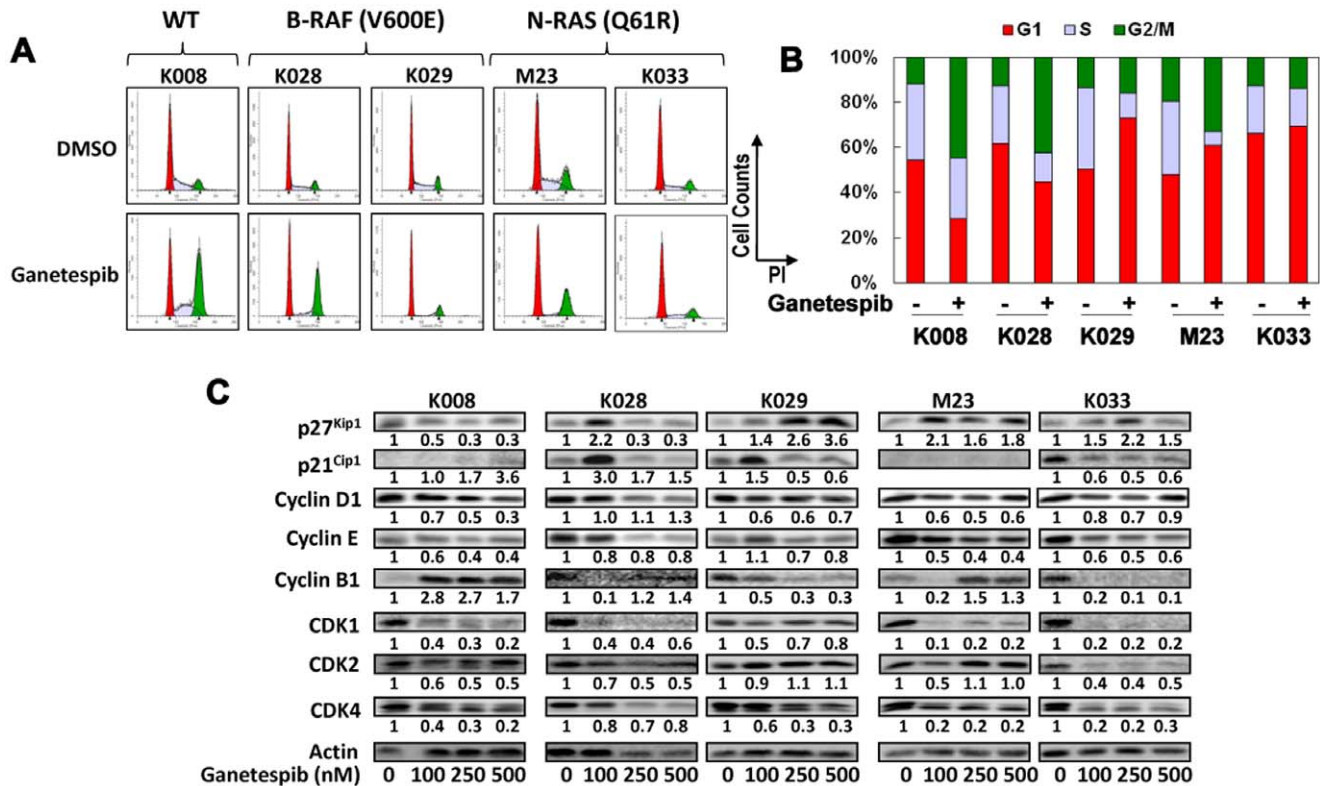 A
WT
B-RAF (V600E)
N-RAS (Q61R)
K008
K028
K029
M23
K033
DMSO
Ganetespib
Cell Counts
PI
B
G1
S
G2/M
100%
80%
60%
40%
20%
0%
Ganetespib - + - + - + - + - +
K008 K028 K029 M23 K033
C
K008 K028 K029 M23 K033
p27Kip1
1 0.5 0.3 0.3 1 2.2 0.3 0.3 1 1.4 2.6 3.6 1 2.1 1.6 1.8 1 1.5 2.2 1.5
p21Cip1
1 1.0 1.7 3.6 1 3.0 1.7 1.5 1 1.5 0.5 0.6 1 0.6 0.5 0.6
Cyclin D1
1 0.7 0.5 0.3 1 1.0 1.1 1.3 1 0.6 0.6 0.7 1 0.6 0.5 0.6 1 0.8 0.7 0.9
Cyclin E
1 0.6 0.4 0.4 1 0.8 0.8 0.8 1 1.1 0.7 0.8 1 0.5 0.4 0.4 1 0.6 0.5 0.6
Cyclin B1
1 2.8 2.7 1.7 1 0.1 1.2 1.4 1 0.5 0.3 0.3 1 0.2 1.5 1.3 1 0.2 0.1 0.1
CDK1
1 0.4 0.3 0.2 1 0.4 0.4 0.6 1 0.5 0.7 0.8 1 0.1 0.2 0.2 1 0.2 0.2 0.2
CDK2
1 0.6 0.5 0.5 1 0.7 0.5 0.5 1 0.9 1.1 1.1 1 0.5 1.1 1.0 1 0.4 0.4 0.5
CDK4
1 0.4 0.3 0.2 1 0.8 0.7 0.8 1 0.6 0.3 0.3 1 0.2 0.2 0.2 1 0.2 0.2 0.3
Actin
Ganetespib (nM) 0 100 250 500 0 100 250 500 0 100 250 500 0 100 250 500 0 100 250 500